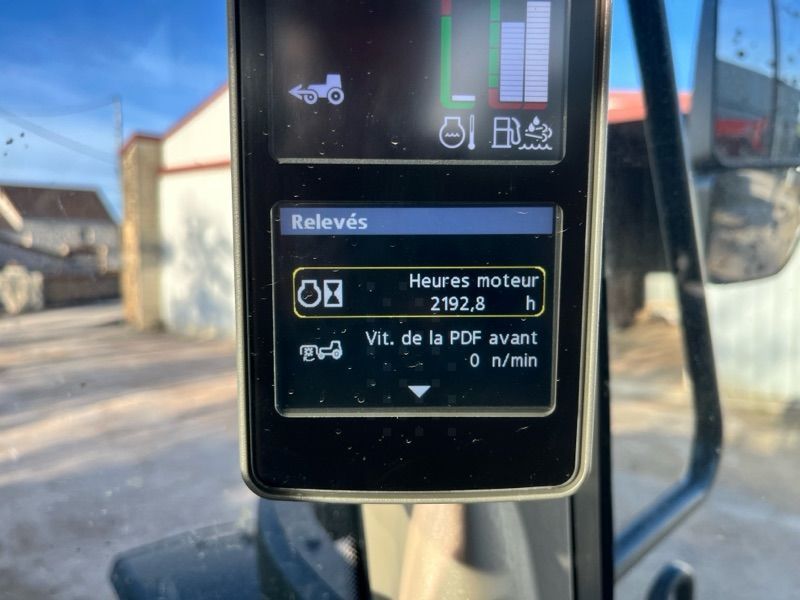 Relevés
Heures moteur
2192,8 h
Vit. de la PDF avant
0 n/min